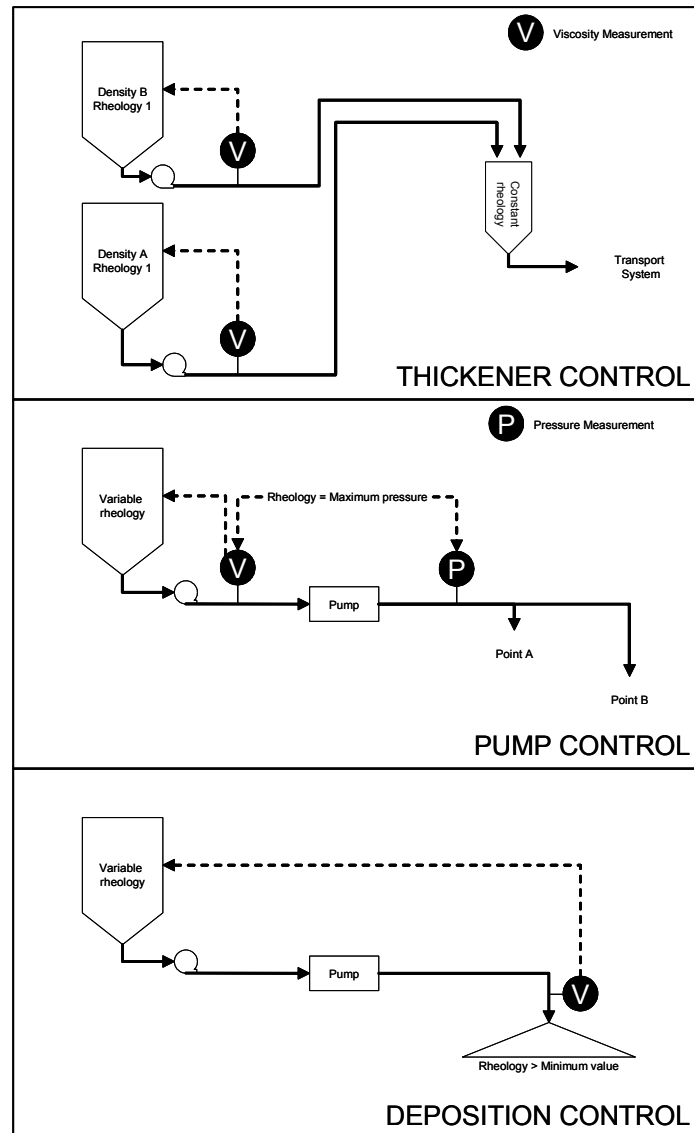 V Viscosity Measurement
Density B
Rheology 1
V
Density A
Rheology 1
V
Constant
rheology
Transport
System
THICKENER CONTROL
P Pressure Measurement
Variable
rheology
Rheology = Maximum pressure
V
P
Pump
Point A
Point B
PUMP CONTROL
Variable
rheology
Pump
V
Rheology > Minimum value
DEPOSITION CONTROL